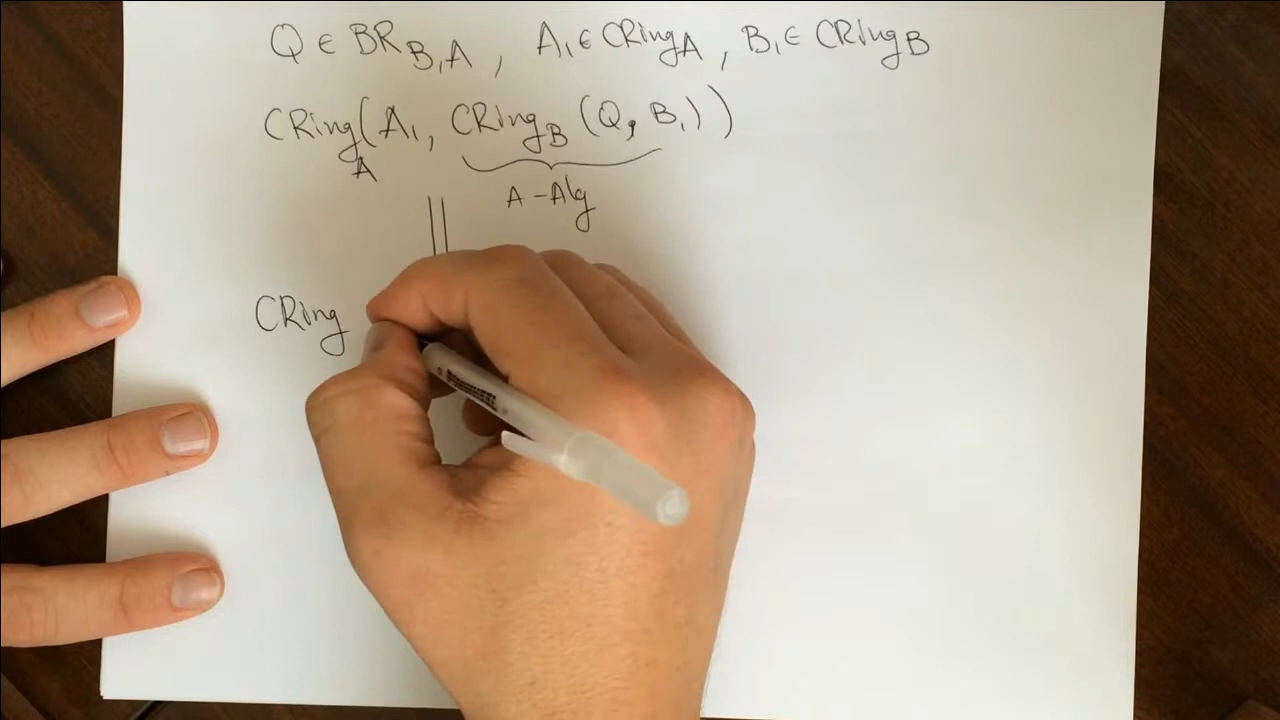 Q ∈ BR_{B,A} , A₁ ∈ CRing_A , B₁ ∈ CRing_B
CRing_A(A₁, CRing_B (Q, B₁))
A-Alg
||
CRing